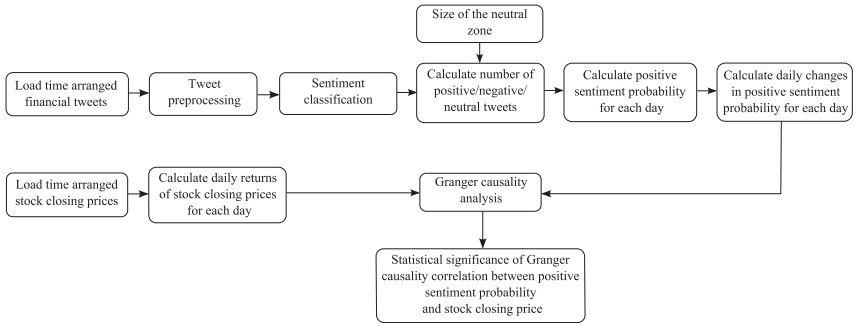 Size of the neutral
zone
Load time arranged
financial tweets
Tweet
preprocessing
Sentiment
classification
Calculate number of
positive/negative/
neutral tweets
Calculate positive
sentiment probability
for each day
Calculate daily changes
in positive sentiment
probability for each day
Load time arranged
stock closing prices
Calculate daily returns
of stock closing prices
for each day
Granger causality
analysis
Statistical significance of Granger
causality correlation between positive
sentiment probability
and stock closing price